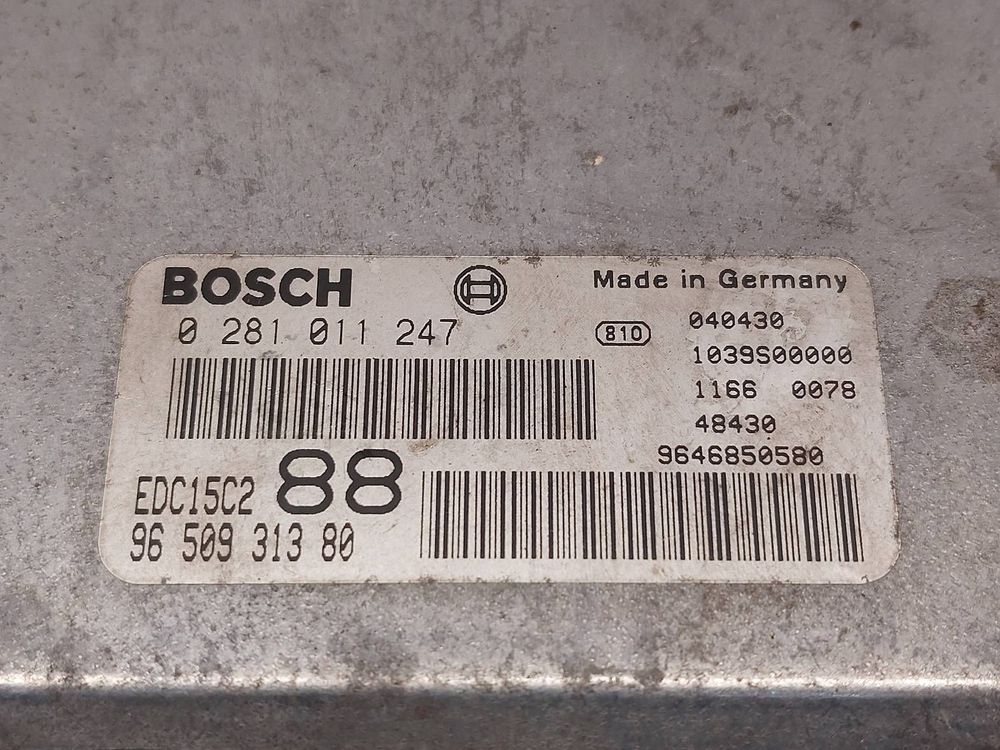 BOSCH
Made in Germany
0 281 011 247
810
040430
1039S00000
1166 0078
48430
9646850580
EDC15C2 88
96 509 313 80